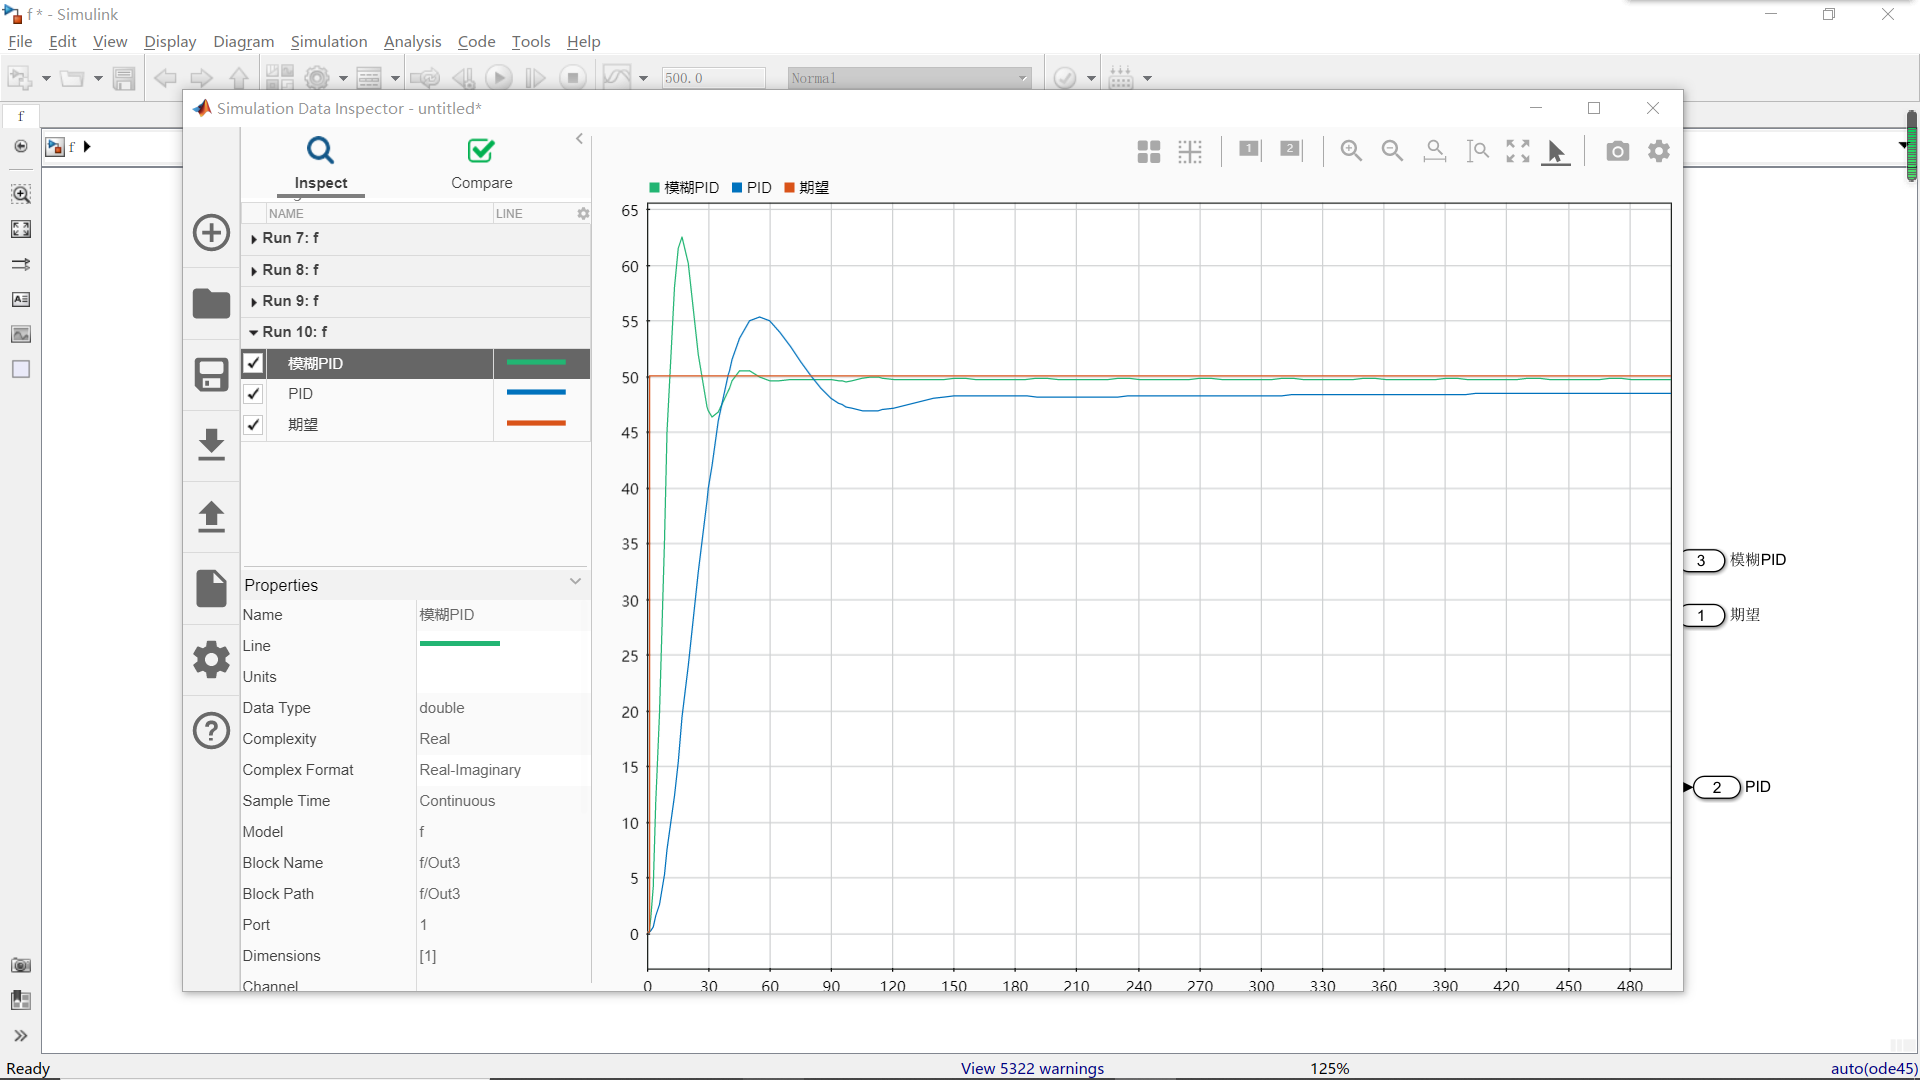 f * - Simulink
File Edit View Display Diagram Simulation Analysis Code Tools Help
500.0 Normal
f
f
Simulation Data Inspector - untitled*
Inspect Compare
1 2
NAME LINE
Run 7: f
Run 8: f
Run 9: f
Run 10: f
模糊PID
PID
期望
Properties
Name 模糊PID
Line
Units
Data Type double
Complexity Real
Complex Format Real-Imaginary
Sample Time Continuous
Model f
Block Name f/Out3
Block Path f/Out3
Port 1
Dimensions [1]
Channel
模糊PID PID 期望
65
60
55
50
45
40
35
30
25
20
15
10
5
0
0 30 60 90 120 150 180 210 240 270 300 330 360 390 420 450 480
3 模糊PID
1 期望
2 PID
Ready View 5322 warnings 125% auto(ode45)